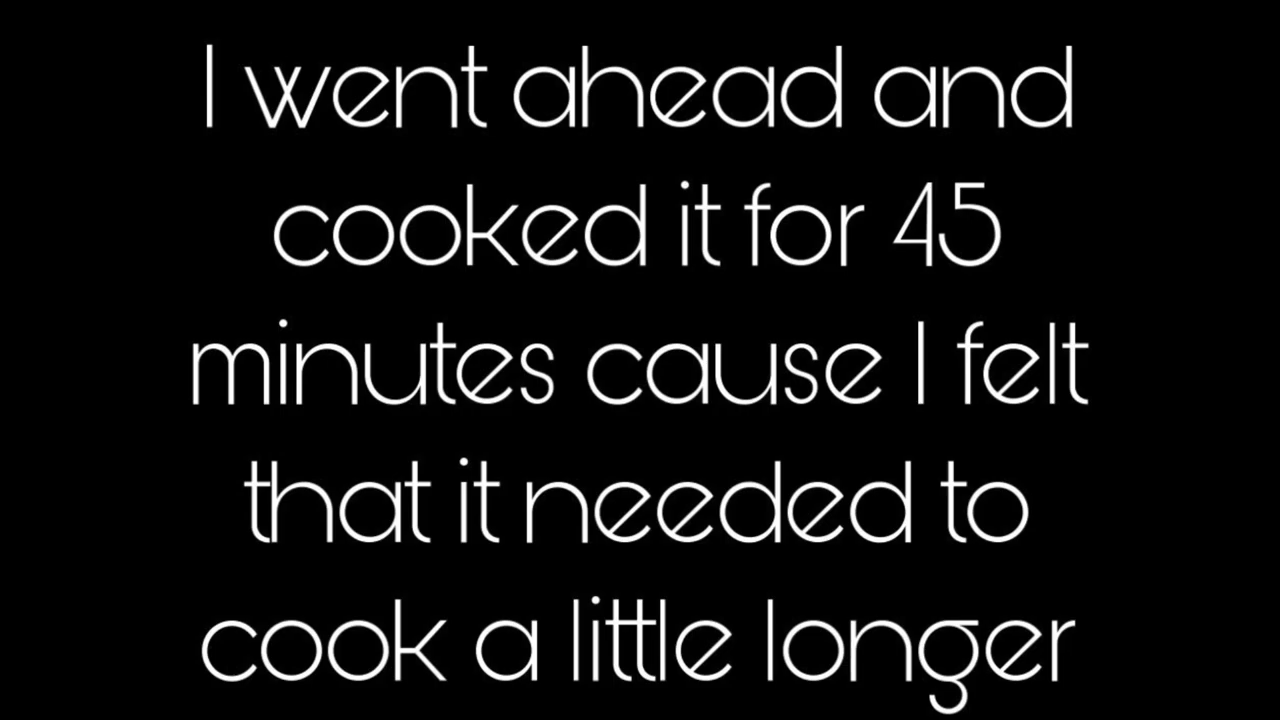 I went ahead and
cooked it for 45
minutes cause I felt
that it needed to
cook a little longer